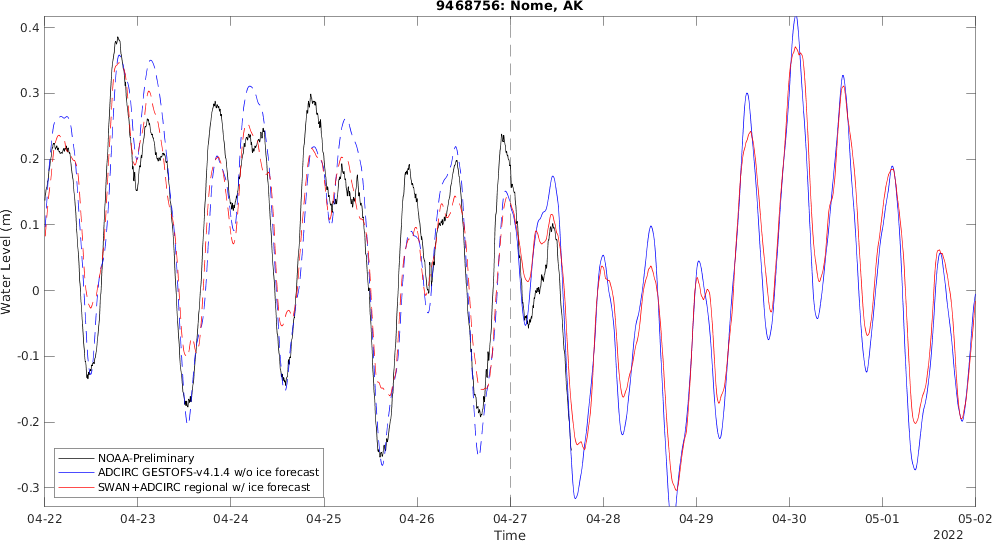 9468756: Nome, AK
0.4
0.3
0.2
0.1
0
-0.1
-0.2
-0.3
Water Level (m)
NOAA-Preliminary
ADCIRC GESTOFS-v4.1.4 w/o ice forecast
SWAN+ADCIRC regional w/ ice forecast
04-22 04-23 04-24 04-25 04-26 04-27 04-28 04-29 04-30 05-01 05-02
Time
2022